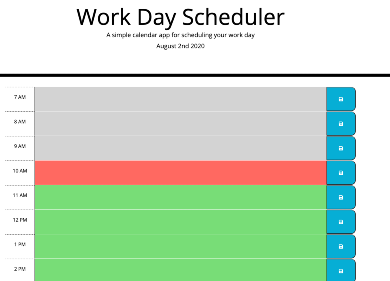 Work Day Scheduler
A simple calendar app for scheduling your work day
August 2nd 2020
7 AM
8 AM
9 AM
10 AM
11 AM
12 PM
1 PM
2 PM